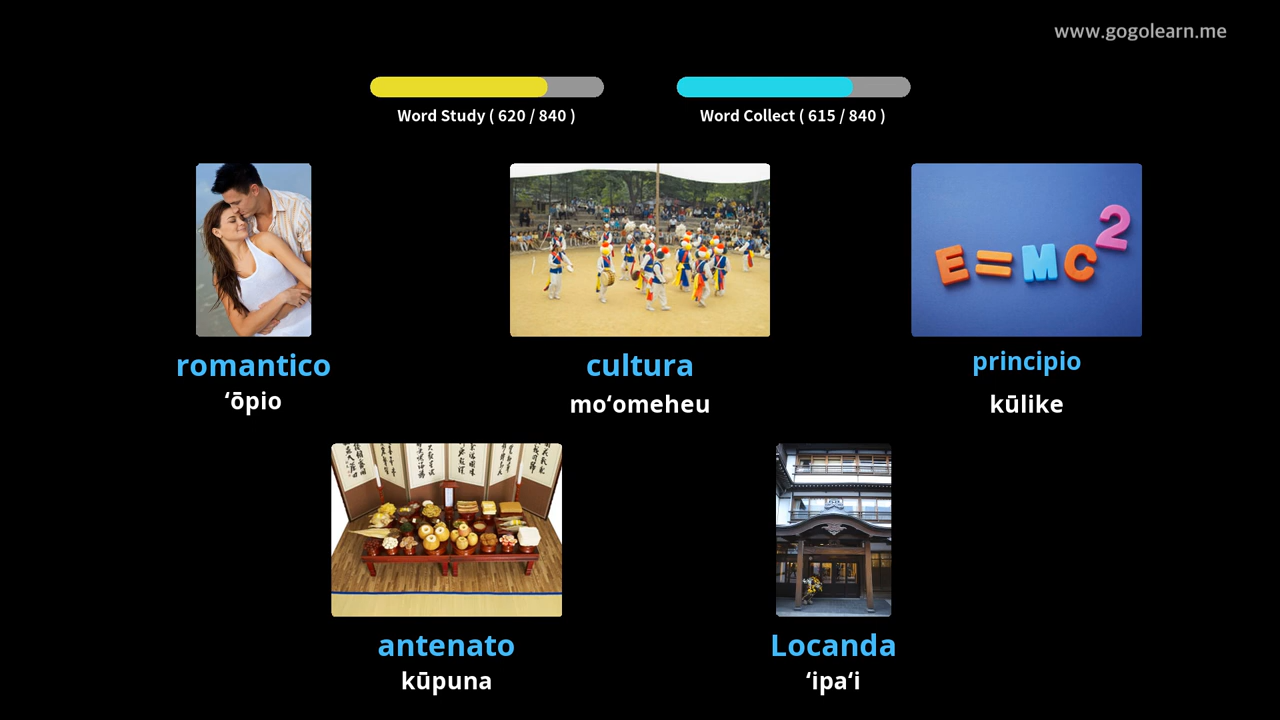 www.gogolearn.me
Word Study ( 620 / 840 )
Word Collect ( 615 / 840 )
E=MC²
romantico
ʻōpio
cultura
moʻomeheu
principio
kūlike
antenato
kūpuna
Locanda
ʻipaʻi